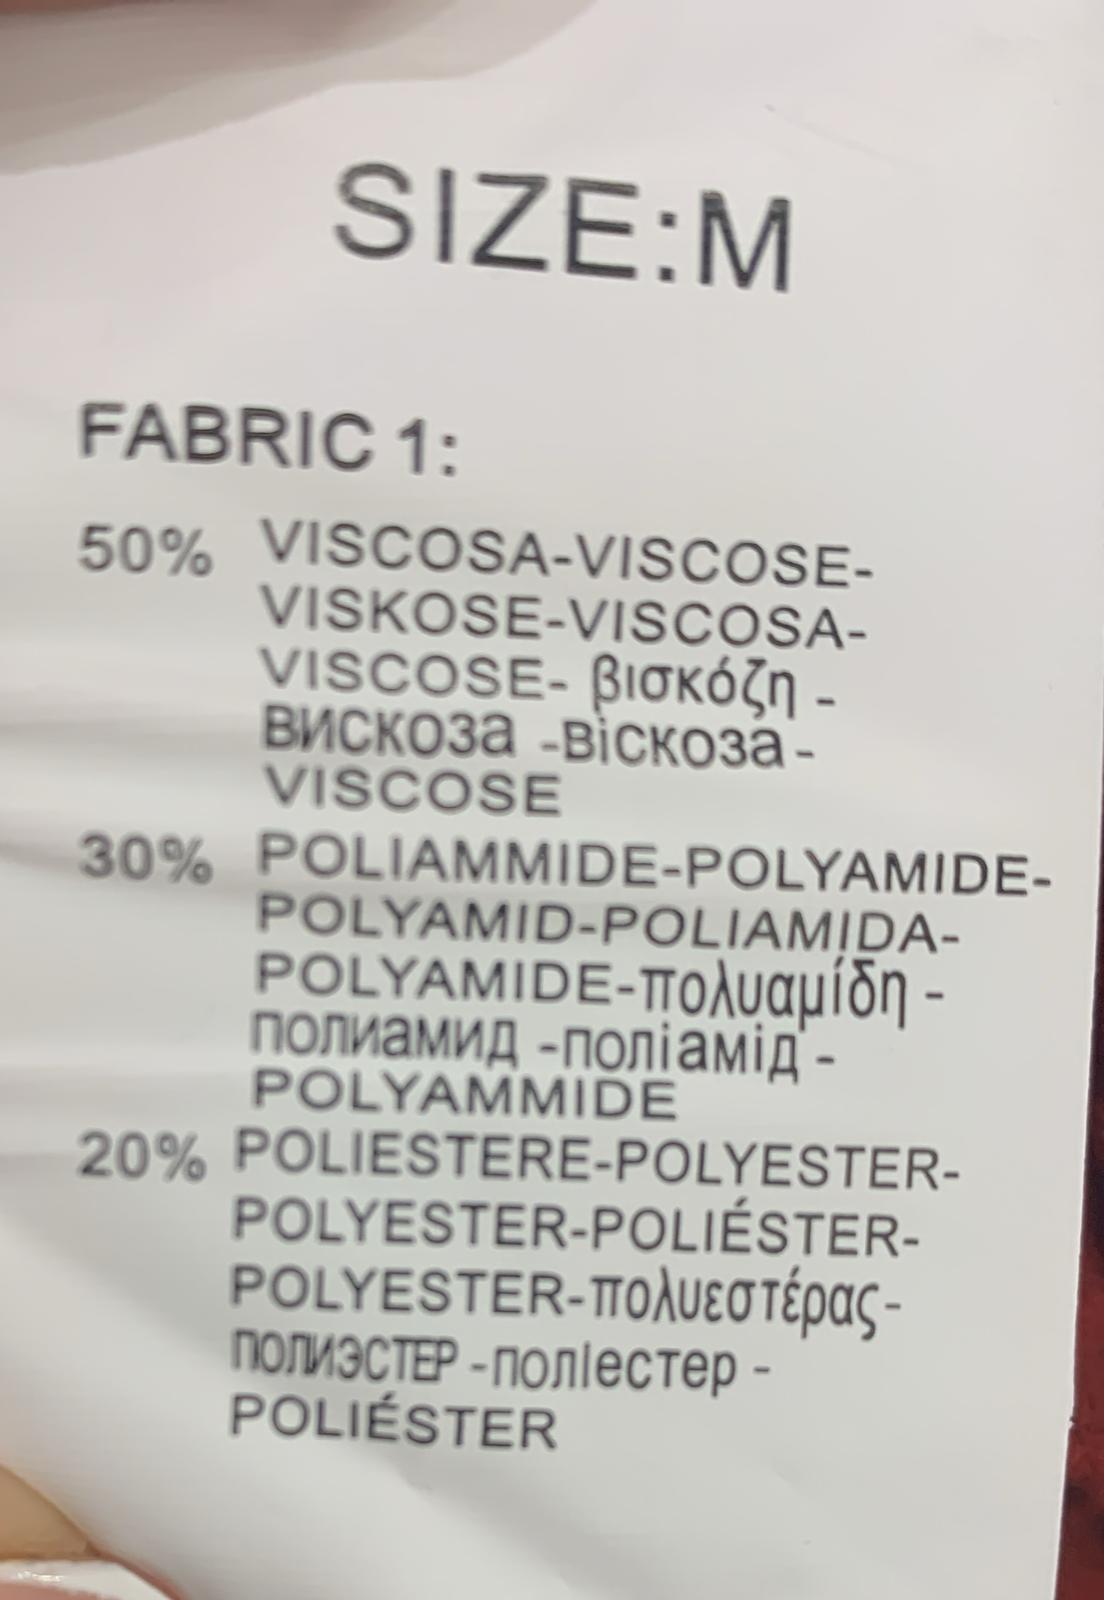 SIZE:M
FABRIC 1:
50% VISCOSA-VISCOSE-
VISKOSE-VISCOSA-
VISCOSE- βισκόζη -
вискоза -віскоза-
VISCOSE
30% POLIAMMIDE-POLYAMIDE-
POLYAMID-POLIAMIDA-
POLYAMIDE-πολυαμίδη -
полиамид -поліамід -
POLYAMMIDE
20% POLIESTERE-POLYESTER-
POLYESTER-POLIÉSTER-
POLYESTER-πολυεστέρας-
полиэстер -поліестер -
POLIÉSTER